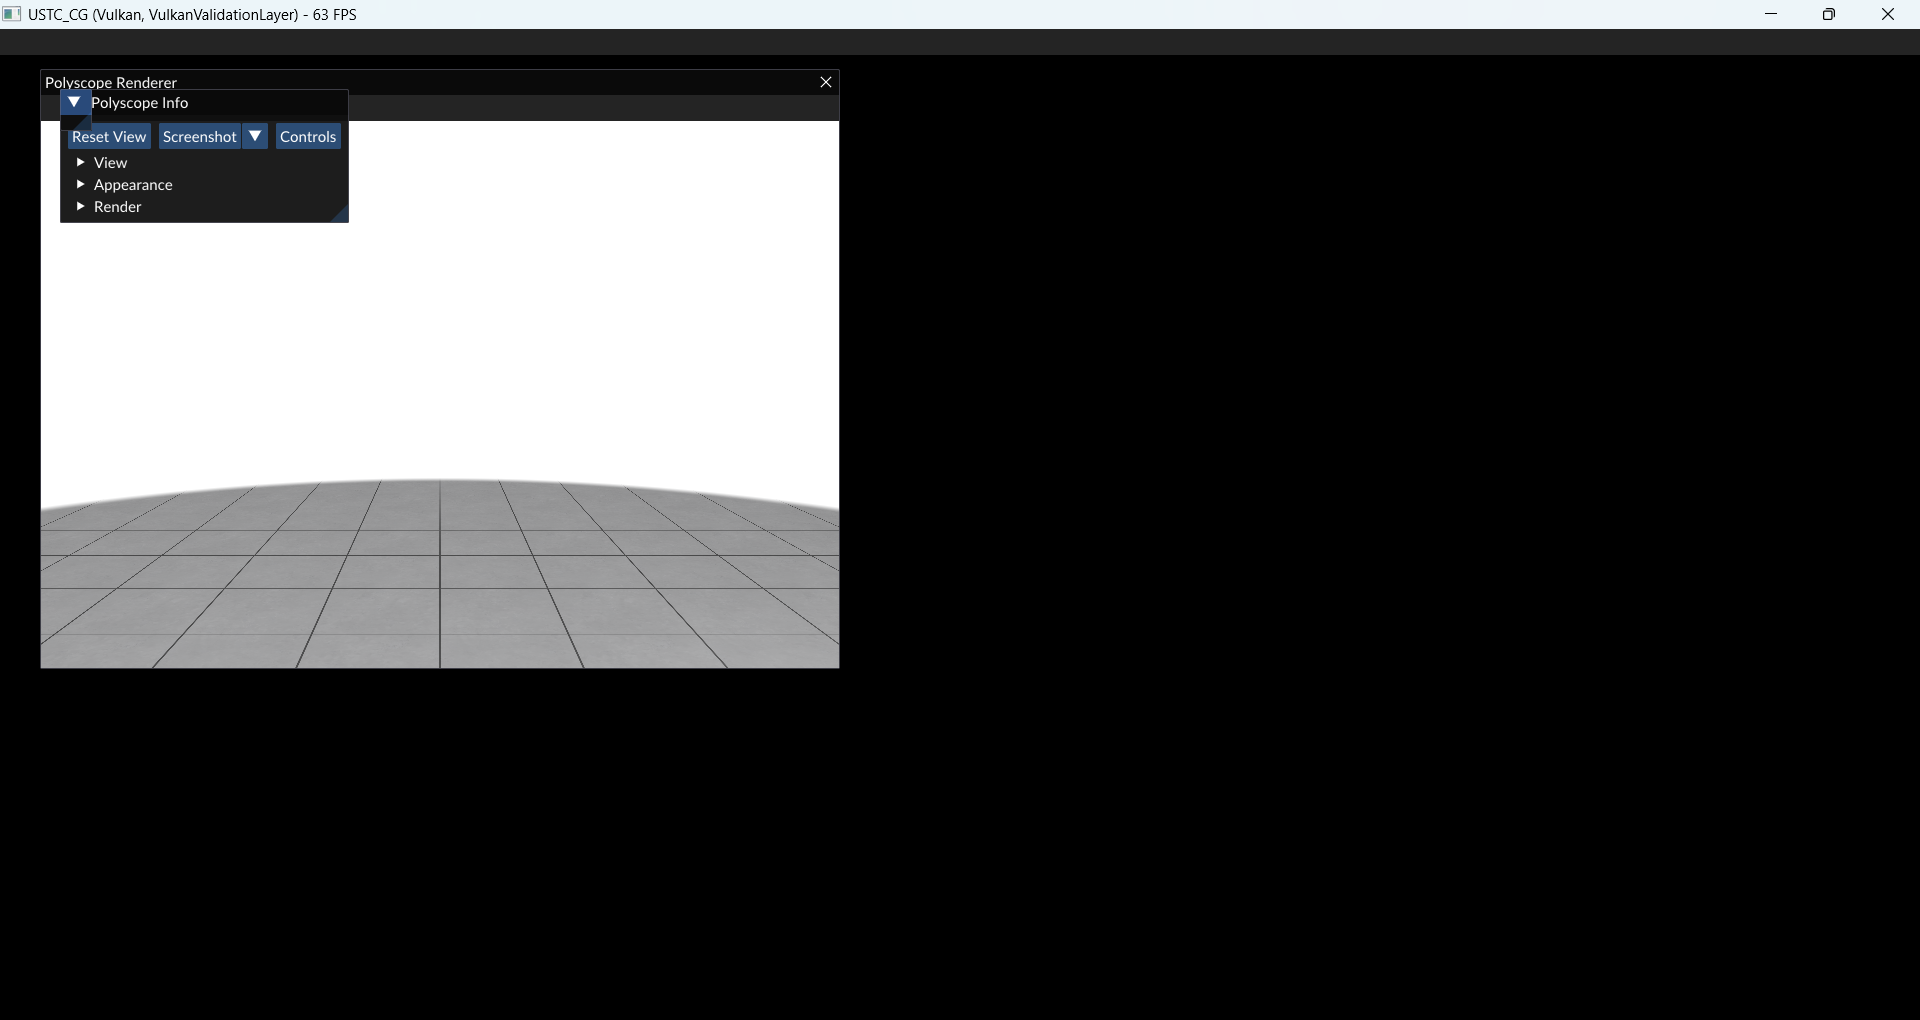 USTC_CG (Vulkan, VulkanValidationLayer) - 63 FPS
Polyscope Renderer
Polyscope Info
Reset View Screenshot Controls
View
Appearance
Render